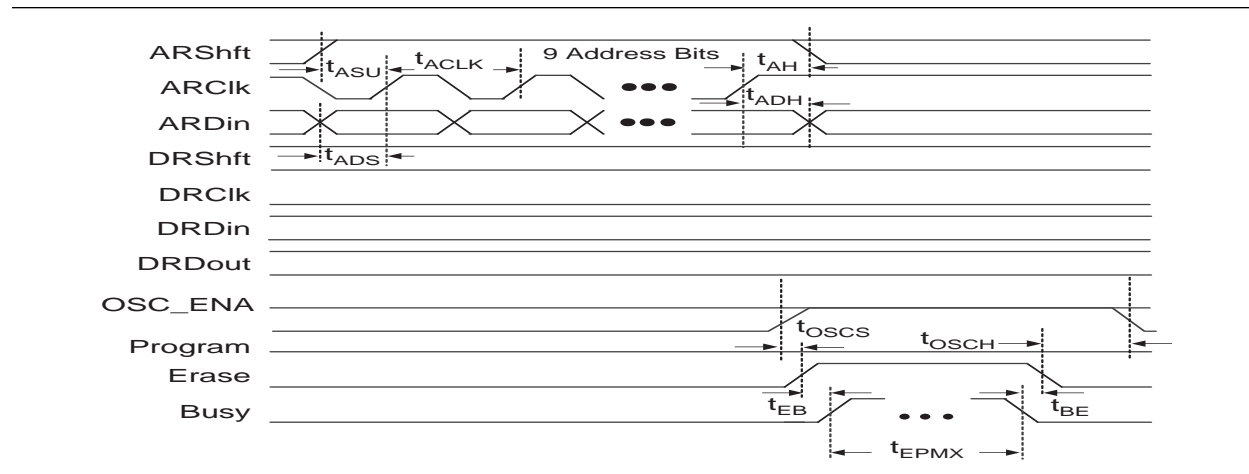 ARShft
tASU
tACLK
9 Address Bits
tAH
ARClk
tADH
ARDin
DRShft
tADS
DRClk
DRDin
DRDout
OSC_ENA
tOSCS
tOSCH
Program
Erase
tEB
tBE
Busy
tEPMX